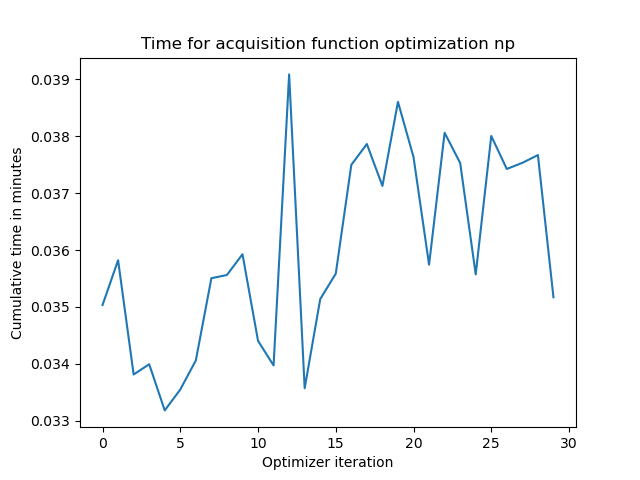 Time for acquisition function optimization np
0.039
0.038
0.037
0.036
0.035
0.034
0.033
Cumulative time in minutes
0 5 10 15 20 25 30
Optimizer iteration